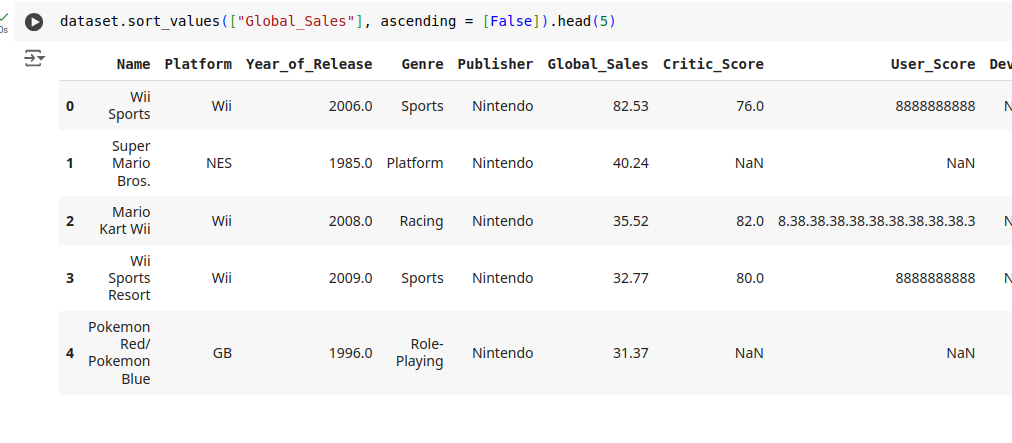 dataset.sort_values(["Global_Sales"], ascending = [False]).head(5)
0s
Name Platform Year_of_Release Genre Publisher Global_Sales Critic_Score User_Score Dev
0 Wii Sports Wii 2006.0 Sports Nintendo 82.53 76.0 8888888888 N
1 Super Mario Bros. NES 1985.0 Platform Nintendo 40.24 NaN NaN
2 Mario Kart Wii Wii 2008.0 Racing Nintendo 35.52 82.0 8.38.38.38.38.38.38.38.38.38.3 N
3 Wii Sports Resort Wii 2009.0 Sports Nintendo 32.77 80.0 8888888888 N
4 Pokemon Red/ Pokemon Blue GB 1996.0 Role-Playing Nintendo 31.37 NaN NaN